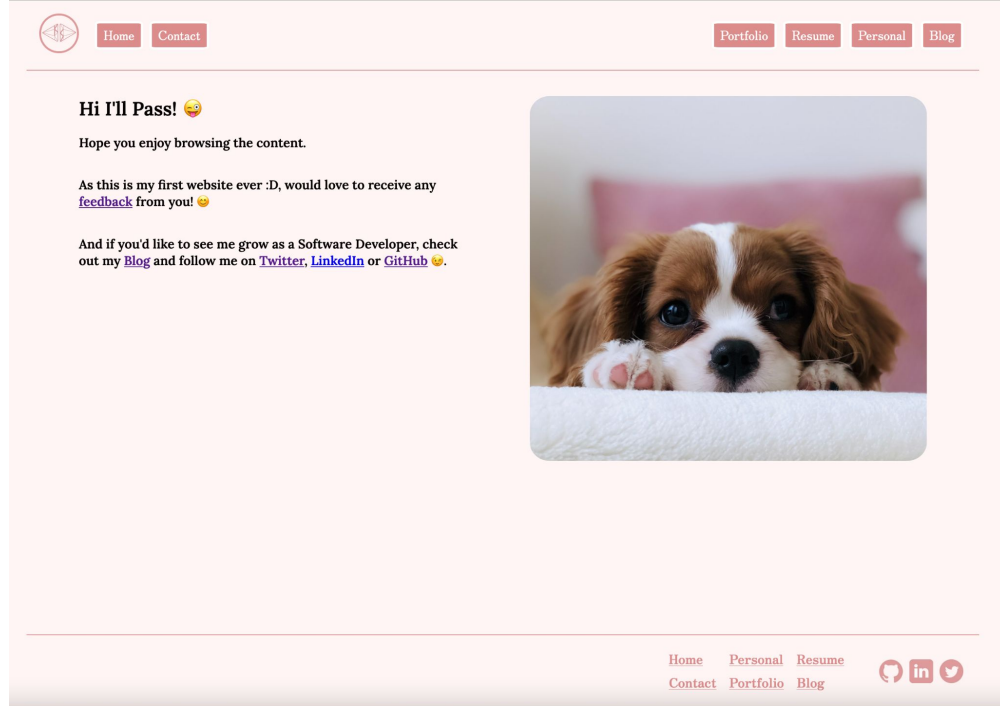 Home Contact Portfolio Resume Personal Blog
Hi I'll Pass! 😜
Hope you enjoy browsing the content.
As this is my first website ever :D, would love to receive any
feedback from you! 😊
And if you'd like to see me grow as a Software Developer, check
out my Blog and follow me on Twitter, LinkedIn or GitHub 😉.
Home Personal Resume
Contact Portfolio Blog
in